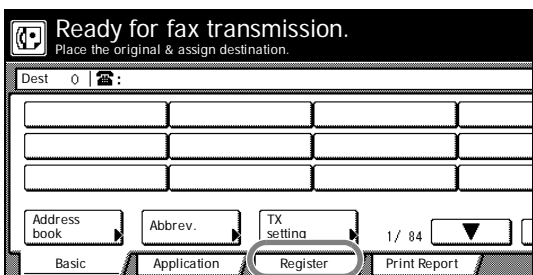 Ready for fax transmission.
Place the original & assign destination.
Dest 0 ☎:
Address book
Abbrev.
TX setting
1/ 84
Basic
Application
Register
Print Report